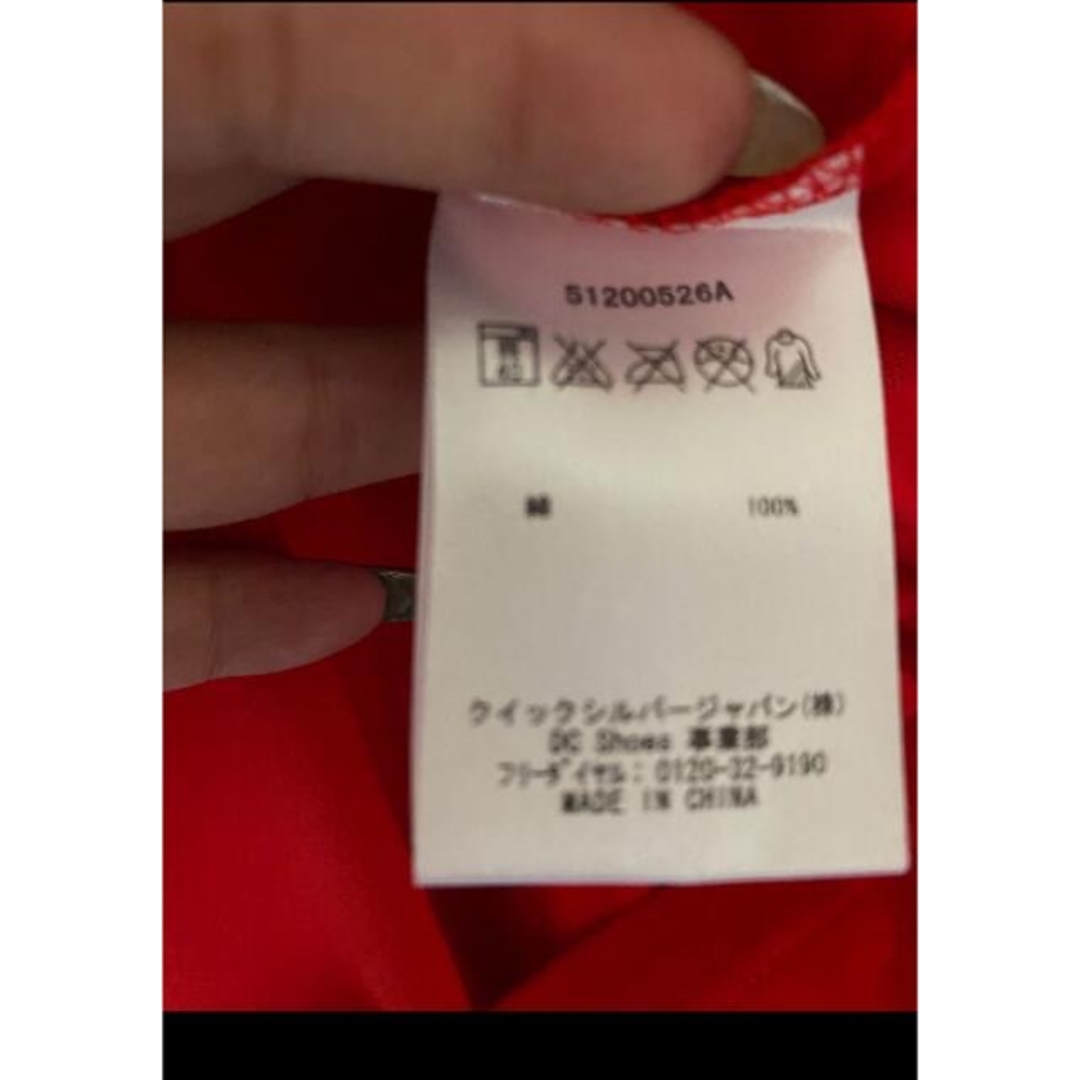 51200526A
綿 100%
クイックシルバージャパン(株)
DC Shoes 事業部
フリーダイヤル: 0120-32-9190
MADE IN CHINA